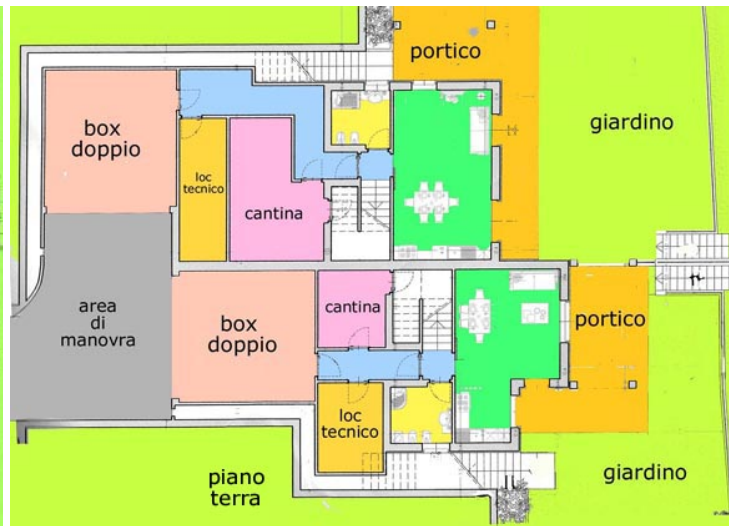 portico
box
doppio
giardino
loc
tecnico
cantina
area
di
manovra
box
doppio
cantina
portico
loc
tecnico
piano
terra
giardino